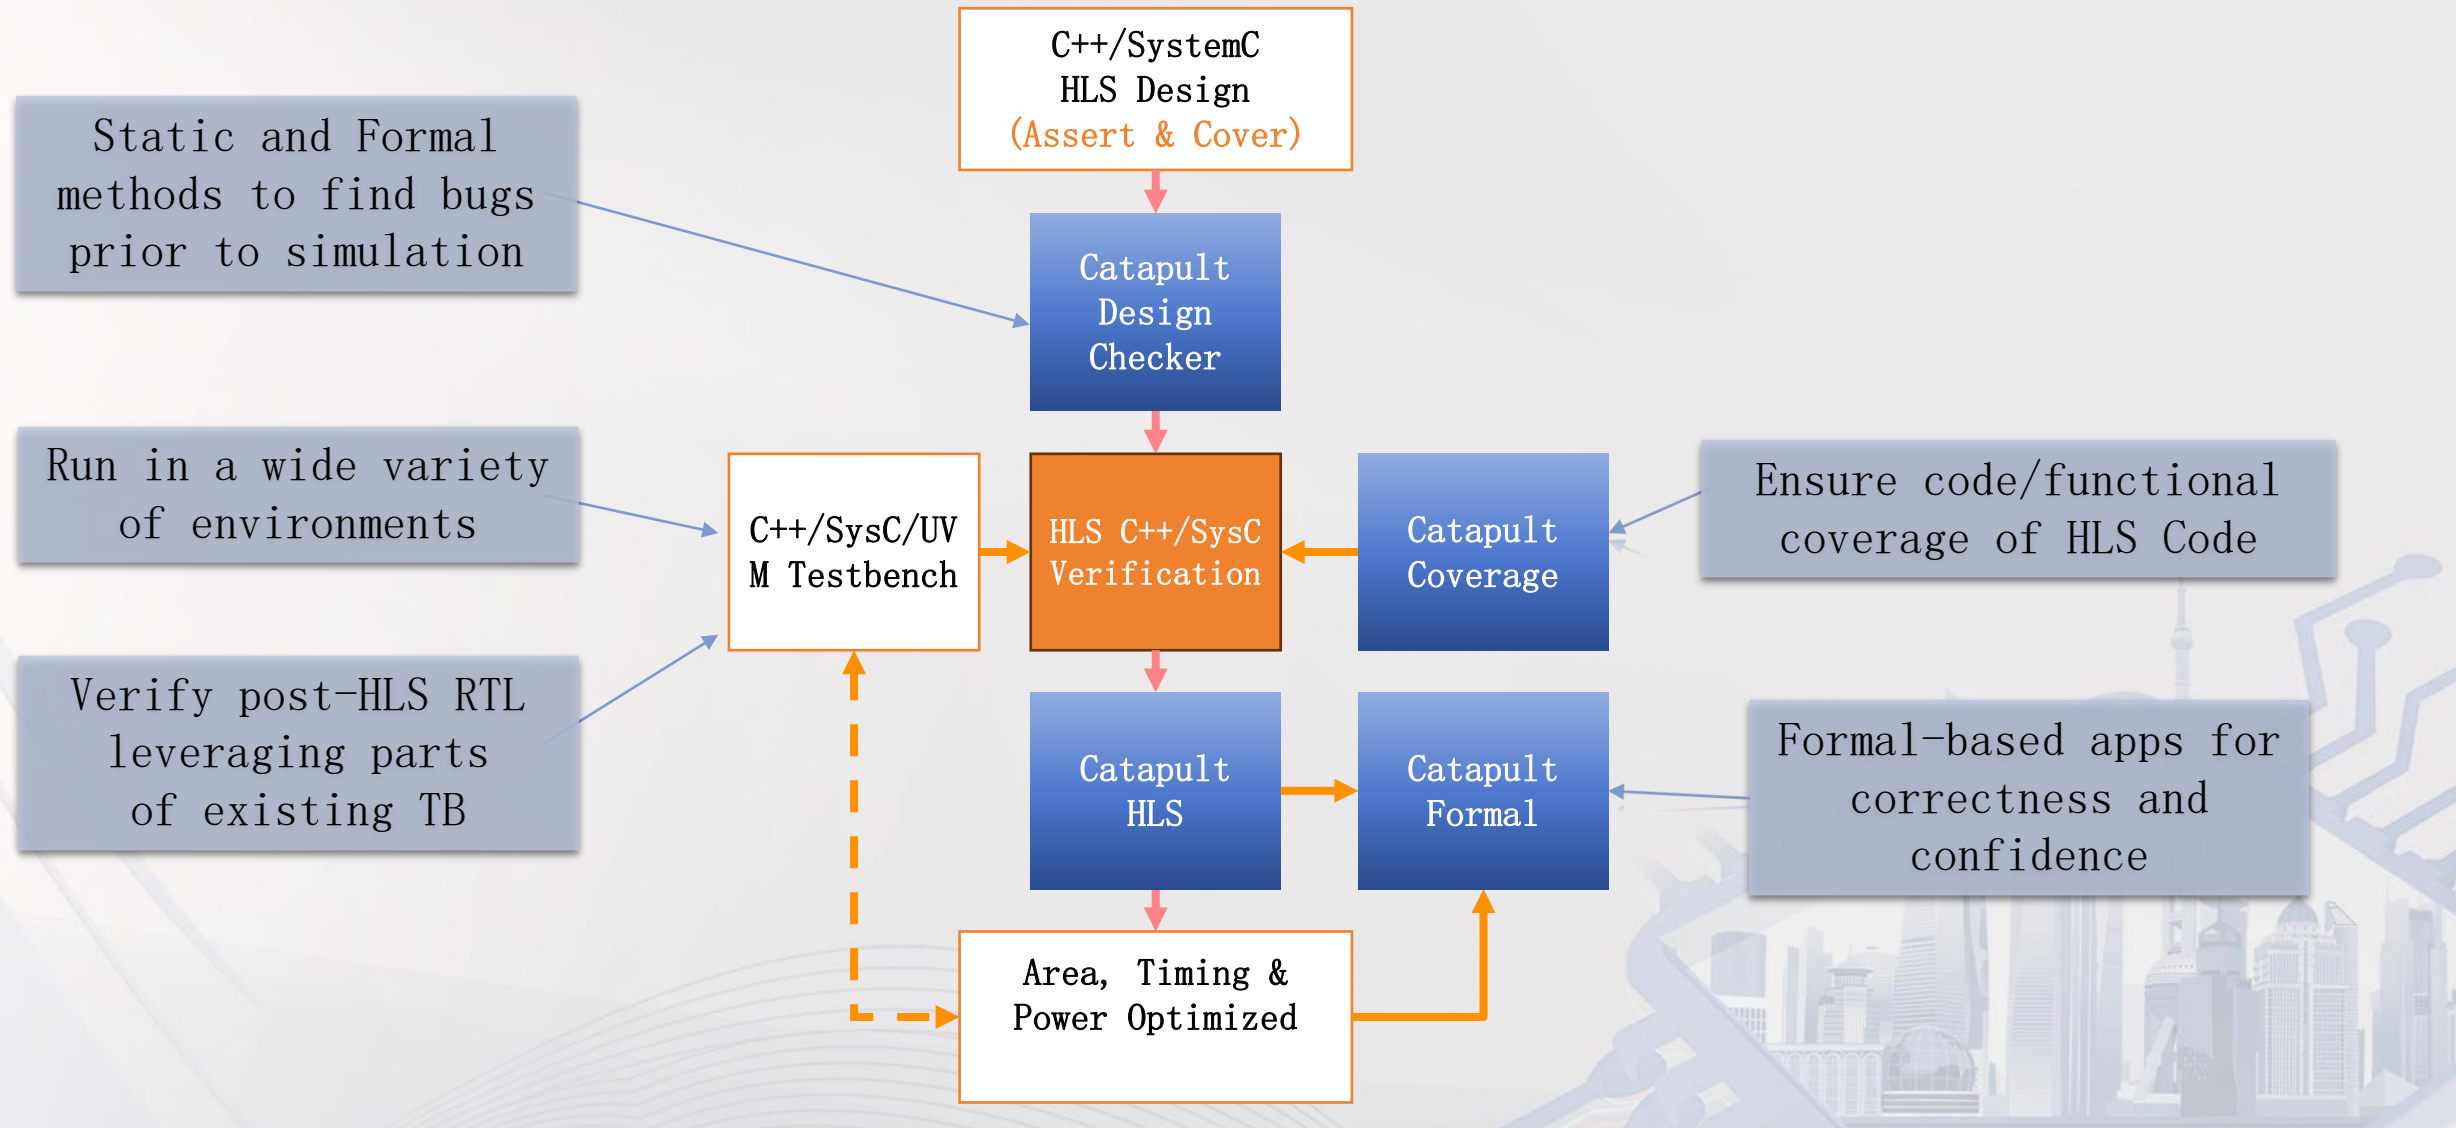 C++/SystemC
HLS Design
(Assert & Cover)
Static and Formal
methods to find bugs
prior to simulation
Catapult
Design
Checker
Run in a wide variety
of environments
C++/SysC/UV
M Testbench
HLS C++/SysC
Verification
Catapult
Coverage
Ensure code/functional
coverage of HLS Code
Verify post-HLS RTL
leveraging parts
of existing TB
Catapult
HLS
Catapult
Formal
Formal-based apps for
correctness and
confidence
Area, Timing &
Power Optimized